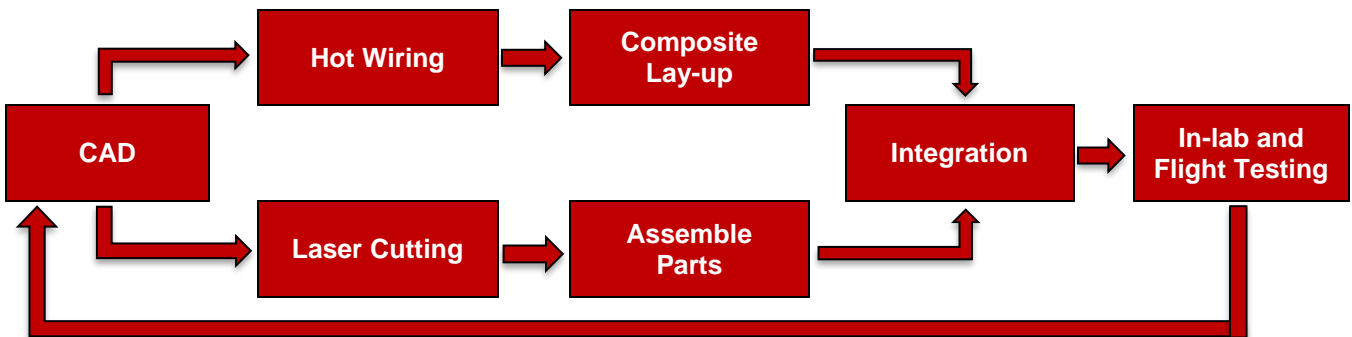 Hot Wiring
Composite
Lay-up
CAD
Integration
In-lab and
Flight Testing
Laser Cutting
Assemble
Parts